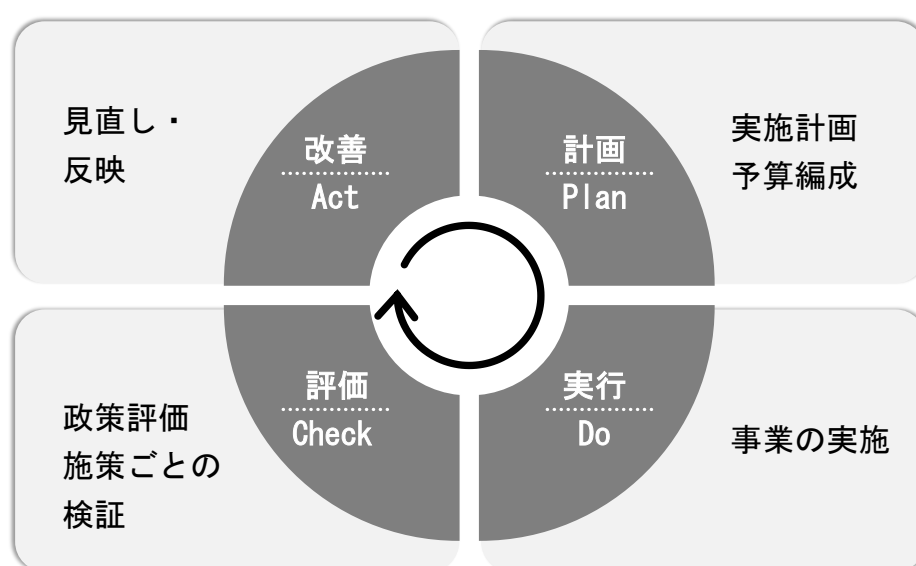 見直し・
反映
改善
Act
計画
Plan
実施計画
予算編成
政策評価
施策ごとの
検証
評価
Check
実行
Do
事業の実施